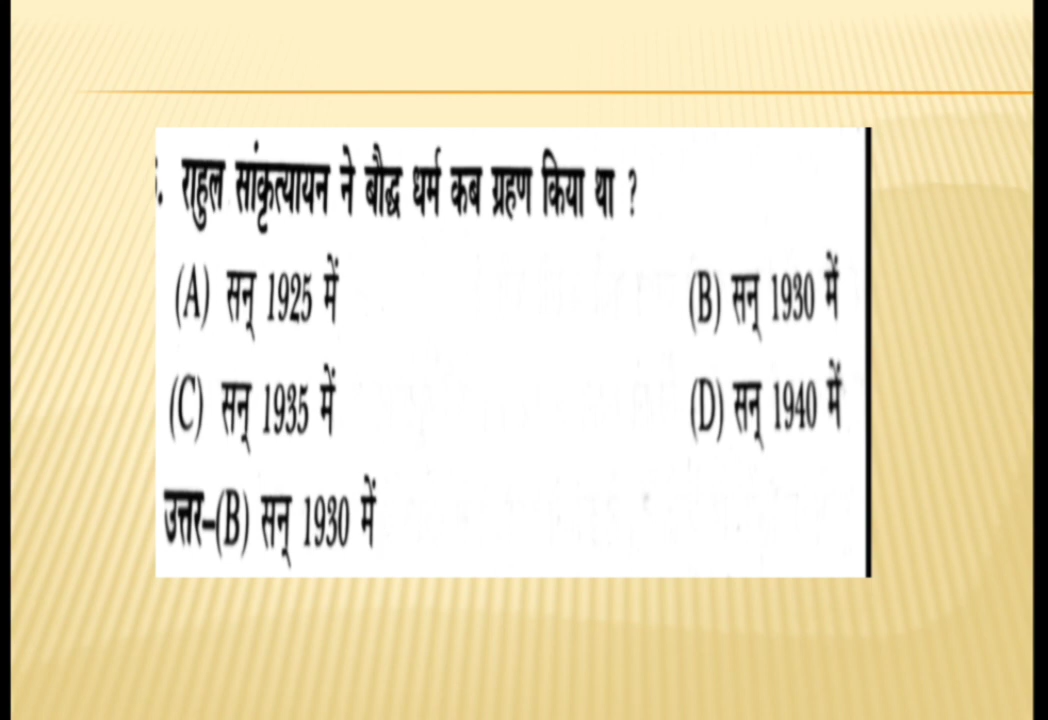 . राहुल सांकृत्यायन ने बौद्ध धर्म कब ग्रहण किया था ?
(A) सन् 1925 में (B) सन् 1930 में
(C) सन् 1935 में (D) सन् 1940 में
उत्तर–(B) सन् 1930 में